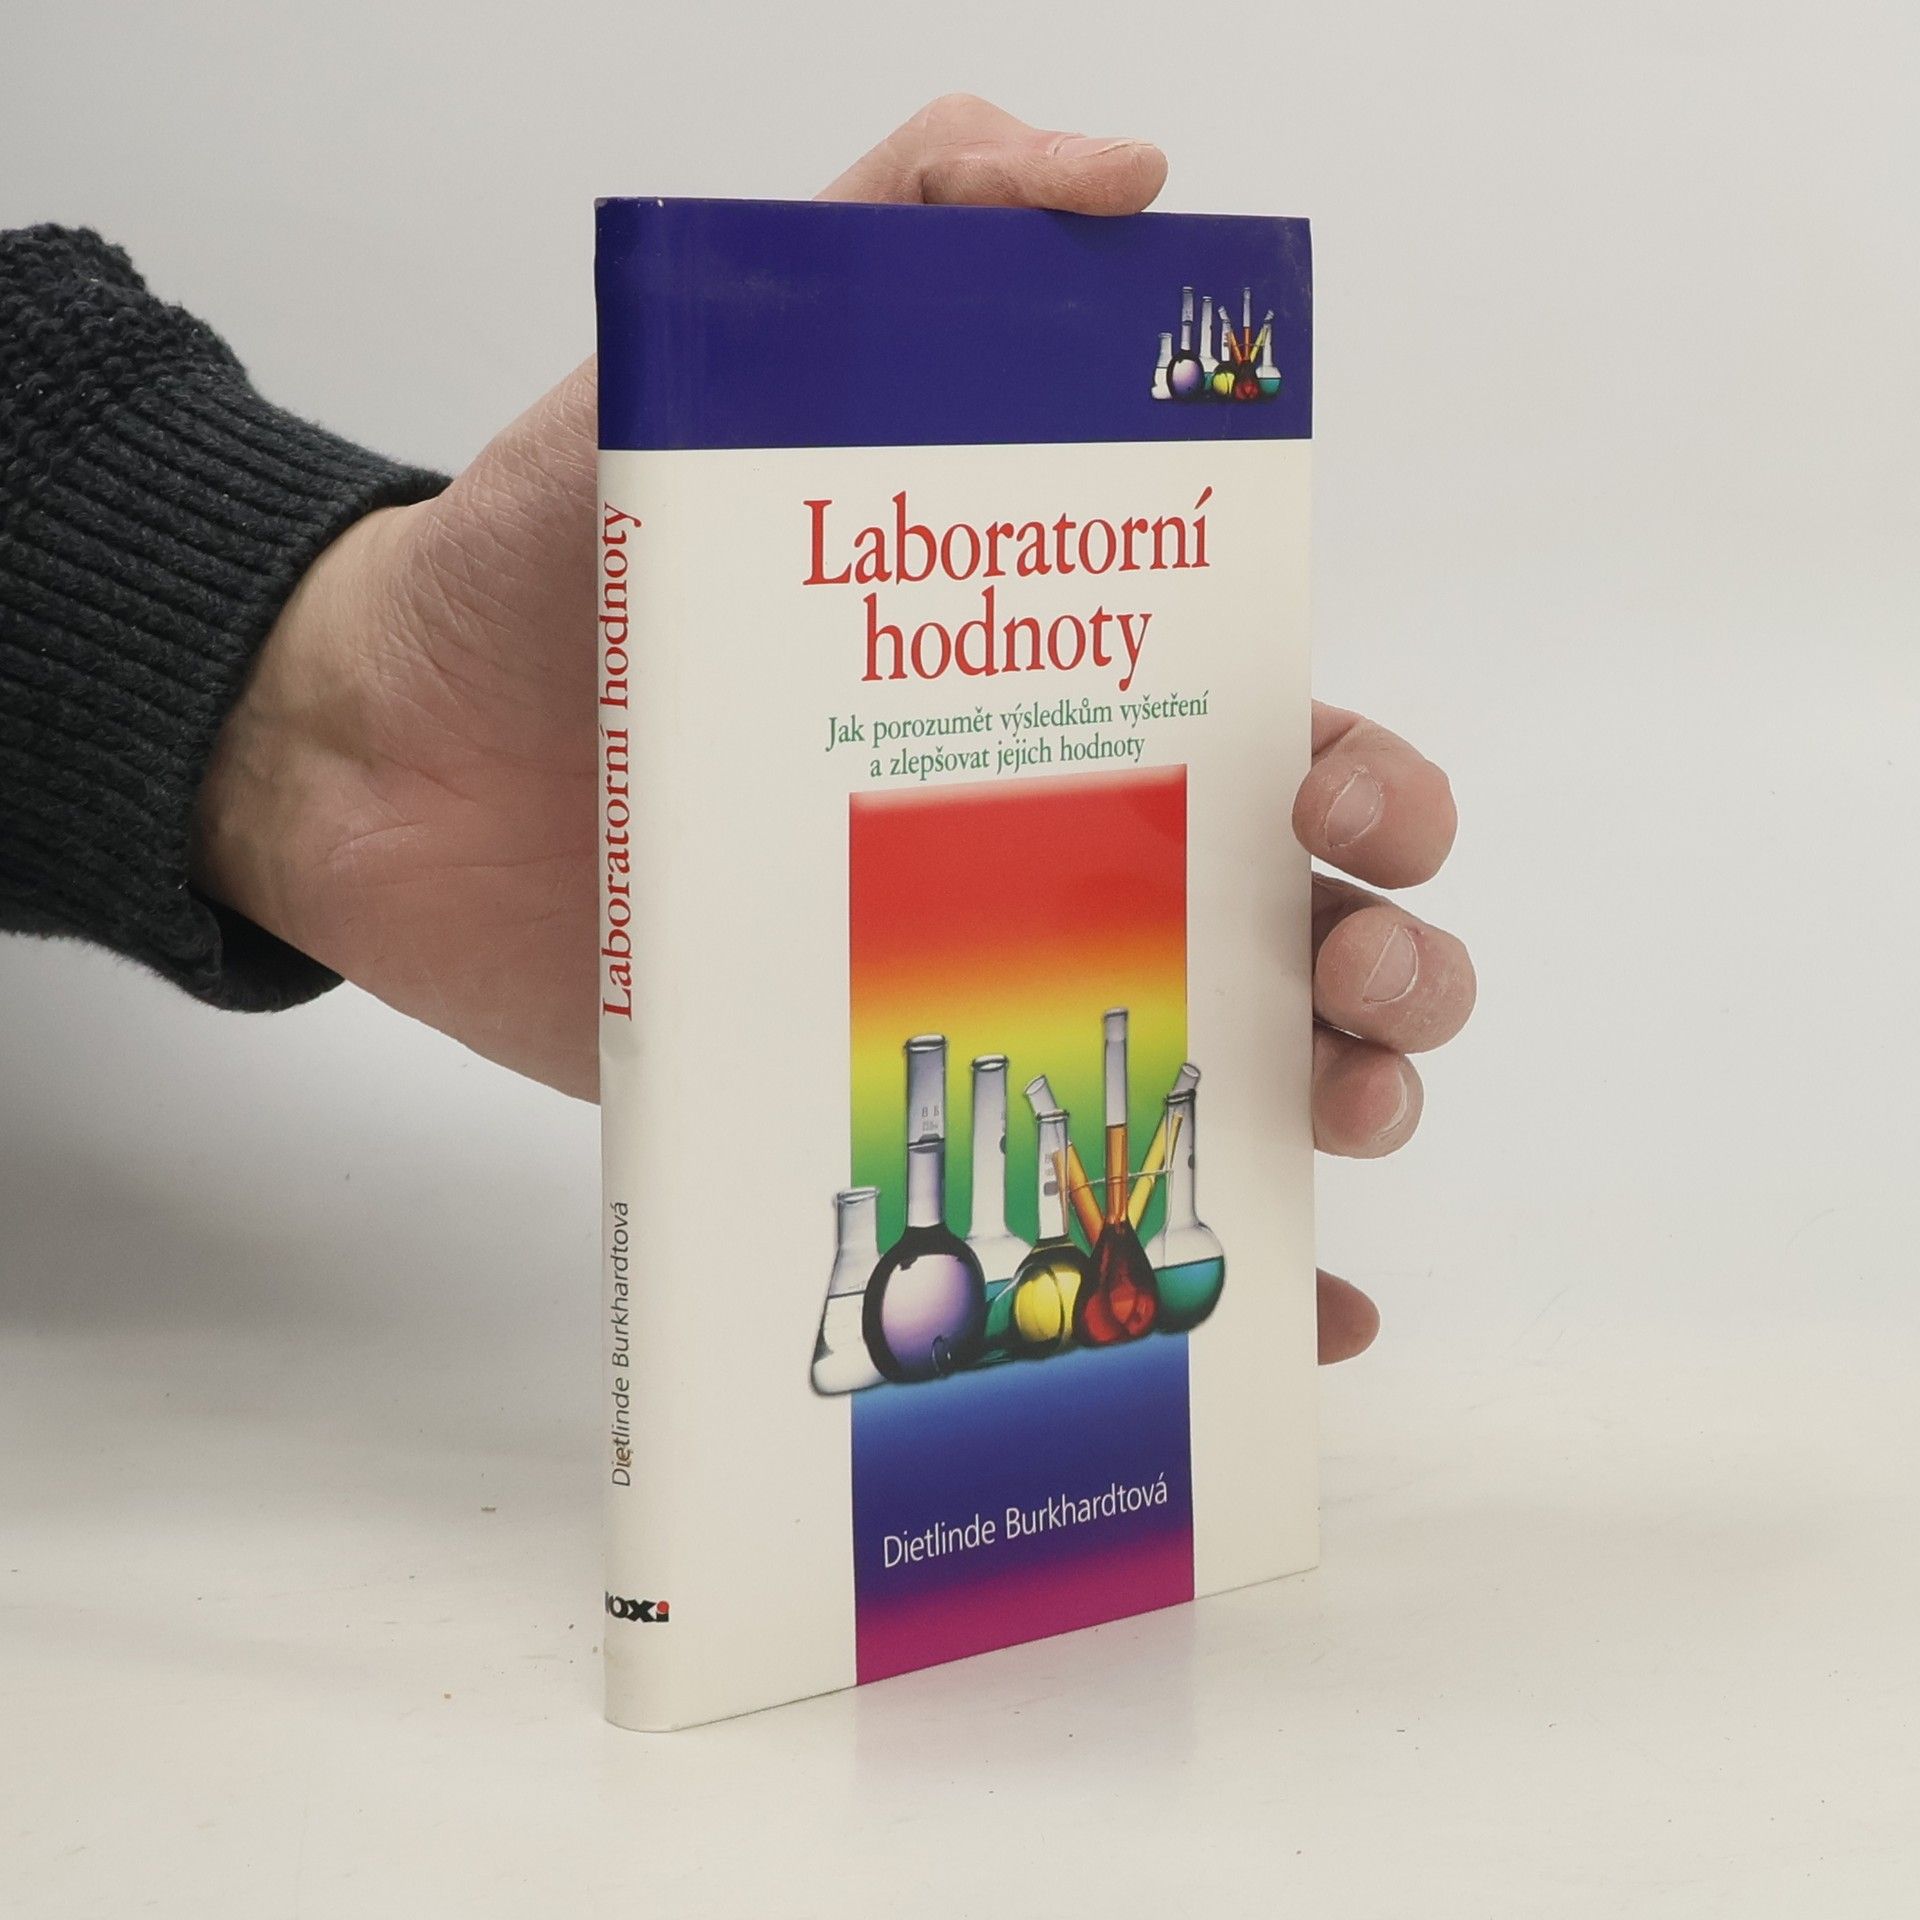 Laboratorní
hodnoty
Jak porozumět výsledkům vyšetření
a zlepšovat jejich hodnoty
Dietlinde Burkhardtová
Laboratorní hodnoty
Dietlinde Burkhardtová